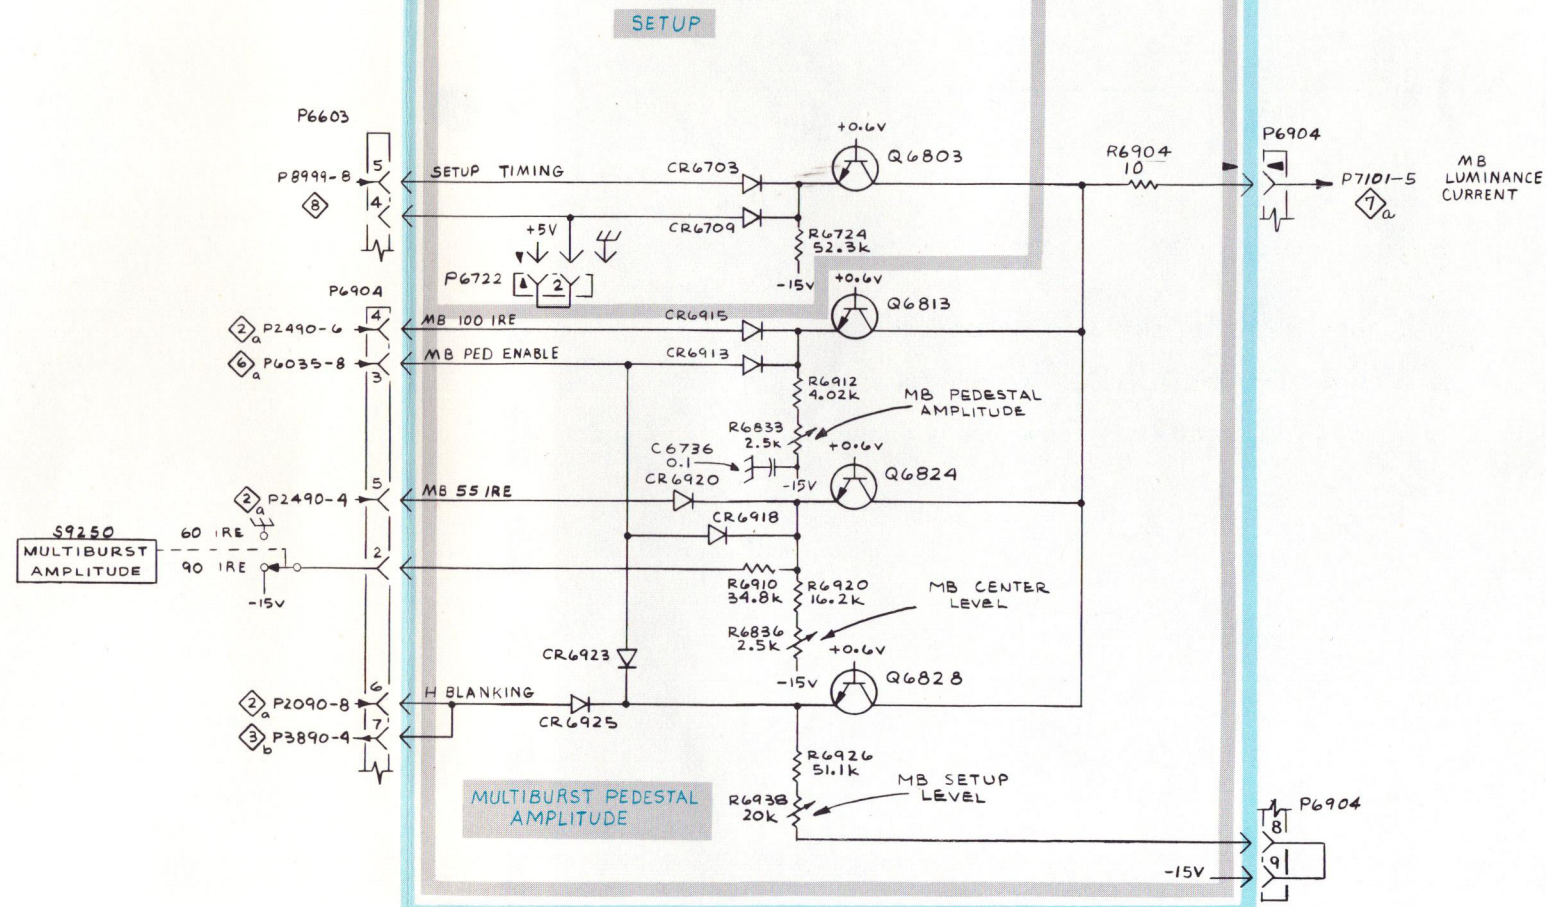 SETUP
P6603
+0.6V
P6904
5
SETUP TIMING
CR6703
Q6803
R6904
10
P8999-8
P7101-5
MB
LUMINANCE
CURRENT
8
4
7
a
CR6709
+5V
R6724
52.3K
-15V
P6722
2
P6904
+0.6V
4
MB 100 IRE
CR6915
Q6813
2
a
P2490-6
MB PED ENABLE
CR6913
6
a
P6035-8
3
R6912
4.02K
MB PEDESTAL
AMPLITUDE
R6833
2.5K
+0.6V
C6736
0.1
-15V
CR6920
Q6824
5
MB 55 IRE
2
a
P2490-4
CR6918
S9250
MULTIBURST
AMPLITUDE
60 IRE
90 IRE
-15V
2
R6910
34.8K
R6920
16.2K
MB CENTER
LEVEL
R6836
2.5K
+0.6V
CR6923
-15V
Q6828
6
H BLANKING
2
a
P2090-8
CR6925
7
3
b
P3890-4
R6926
51.1K
MB SETUP
LEVEL
R6938
20K
MULTIBURST PEDESTAL
AMPLITUDE
P6904
8
-15V
9